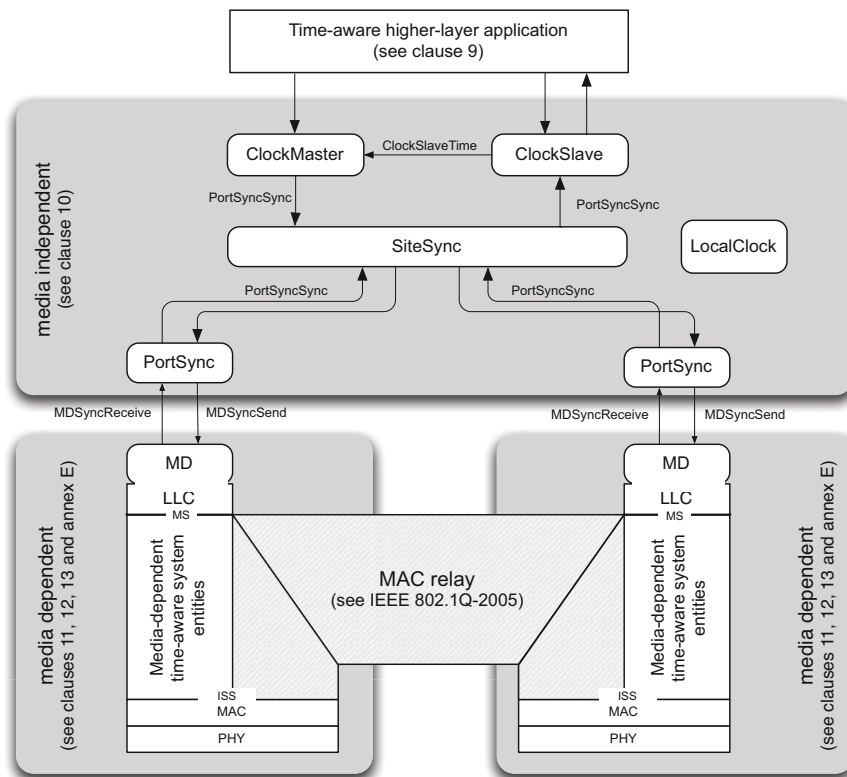 Time-aware higher-layer application
(see clause 9)
media independent
(see clause 10)
ClockMaster
ClockSlaveTime
ClockSlave
PortSyncSync
PortSyncSync
SiteSync
LocalClock
PortSyncSync
PortSyncSync
PortSync
PortSync
MDSyncReceive
MDSyncSend
MDSyncReceive
MDSyncSend
media dependent
(see clauses 11, 12, 13 and annex E)
MD
LLC
MS
Media-dependent
time-aware system
entities
ISS
MAC
PHY
MAC relay
(see IEEE 802.1Q-2005)
MD
LLC
MS
Media-dependent
time-aware system
entities
ISS
MAC
PHY
media dependent
(see clauses 11, 12, 13 and annex E)